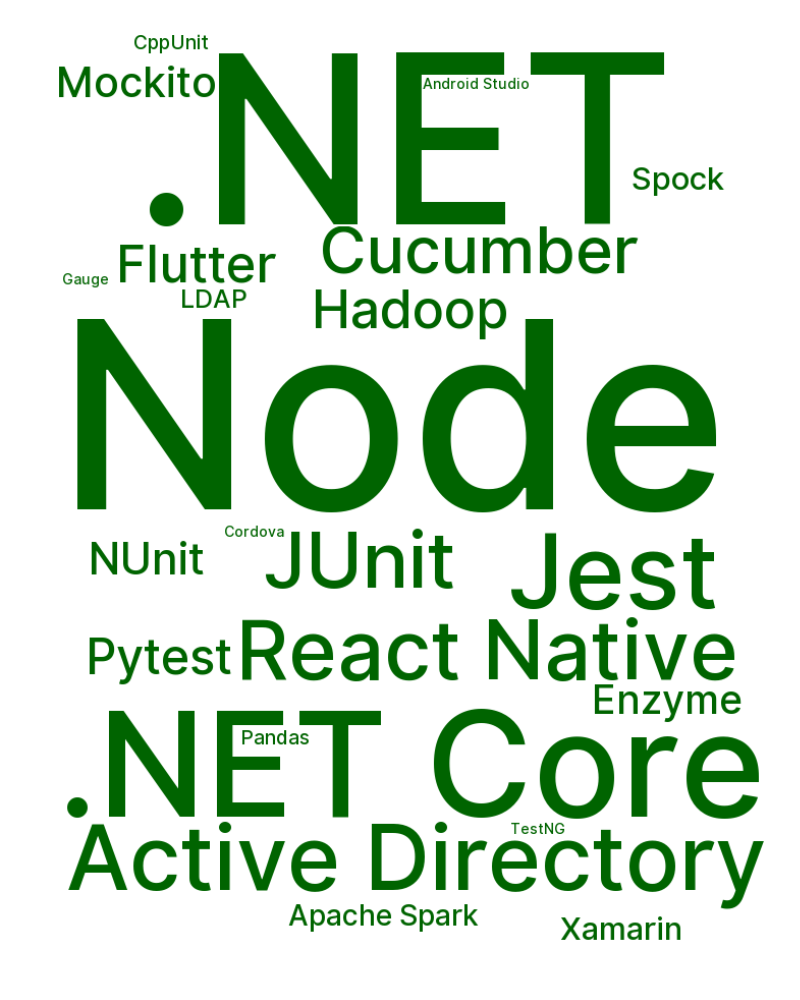 CppUnit
Mockito
.NET
Android Studio
Spock
Cucumber
Flutter
Gauge
LDAP
Hadoop
Node
Cordova
NUnit
JUnit
Jest
Pytest
React Native
Enzyme
.NET Core
Pandas
TestNG
Active Directory
Apache Spark
Xamarin